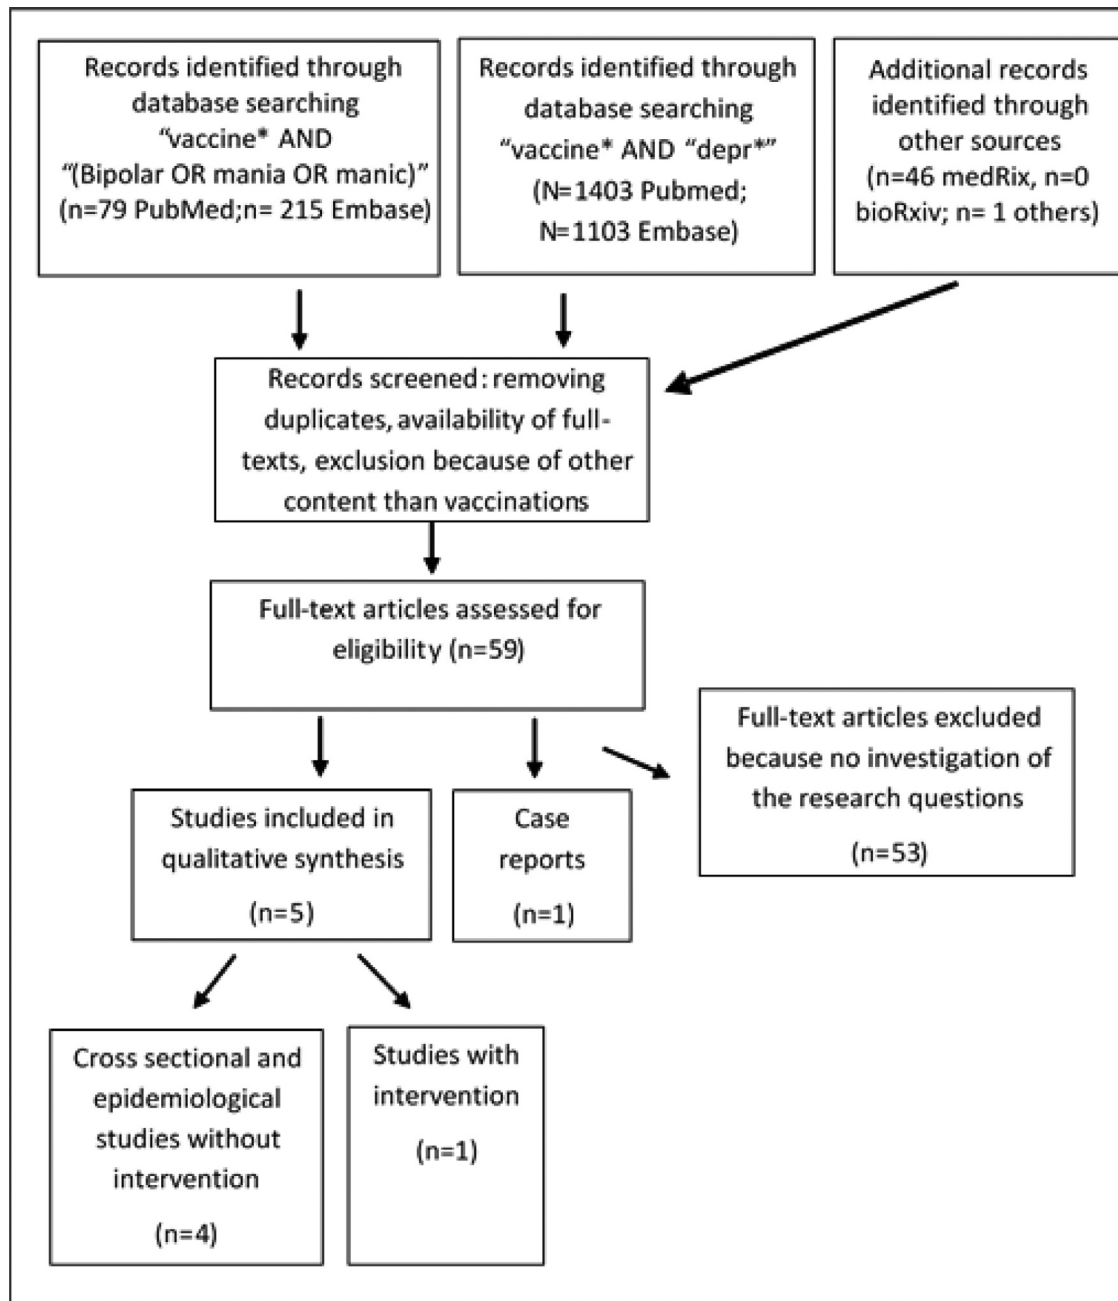 Records identified through
database searching
“vaccine* AND
“(Bipolar OR mania OR manic)”
(n=79 PubMed;n= 215 Embase)
Records identified through
database searching
“vaccine* AND “depr*”
(N=1403 Pubmed;
N=1103 Embase)
Additional records
identified through
other sources
(n=46 medRix, n=0
bioRxiv; n= 1 others)
Records screened: removing
duplicates, availability of full-
texts, exclusion because of other
content than vaccinations
Full-text articles assessed for
eligibility (n=59)
Full-text articles excluded
because no investigation of
the research questions
(n=53)
Studies included in
qualitative synthesis
(n=5)
Case
reports
(n=1)
Cross sectional and
epidemiological
studies without
intervention
(n=4)
Studies with
intervention
(n=1)